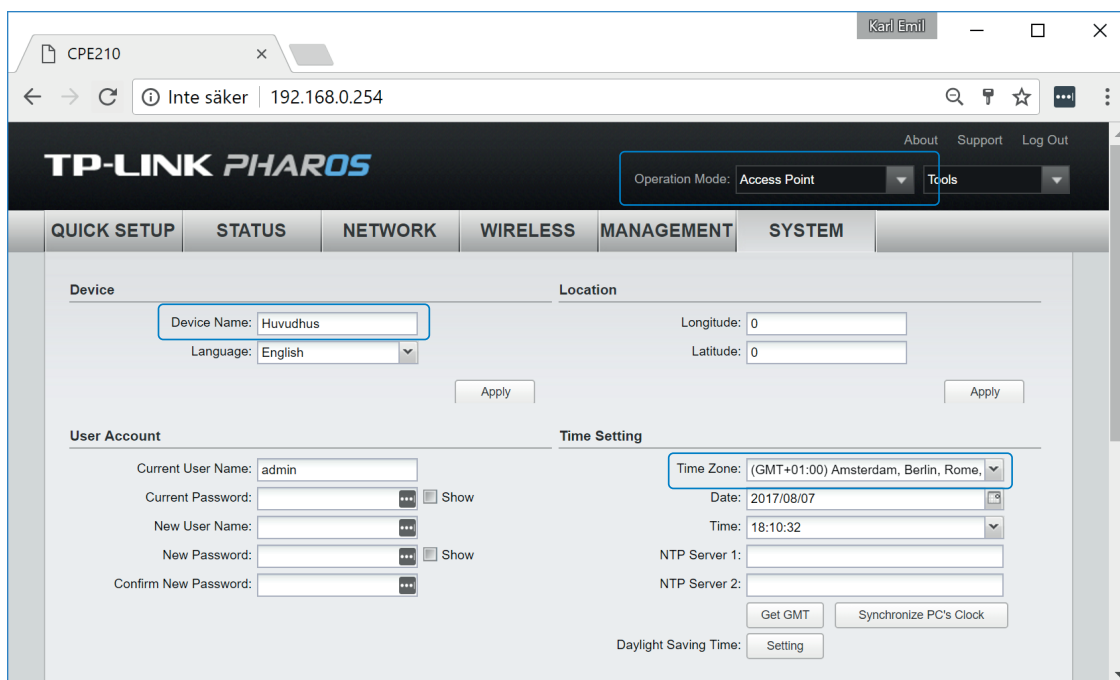 Karl Emil
CPE210
Inte säker 192.168.0.254
About Support Log Out
TP-LINK PHAROS
Operation Mode: Access Point Tools
QUICK SETUP STATUS NETWORK WIRELESS MANAGEMENT SYSTEM
Device
Device Name: Huvudhus
Language: English
Apply
Location
Longitude: 0
Latitude: 0
Apply
User Account
Current User Name: admin
Current Password: Show
New User Name:
New Password: Show
Confirm New Password:
Time Setting
Time Zone: (GMT+01:00) Amsterdam, Berlin, Rome,
Date: 2017/08/07
Time: 18:10:32
NTP Server 1:
NTP Server 2:
Get GMT Synchronize PC's Clock
Daylight Saving Time: Setting